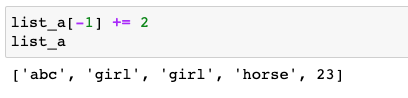 list_a[-1] += 2
list_a
['abc', 'girl', 'girl', 'horse', 23]